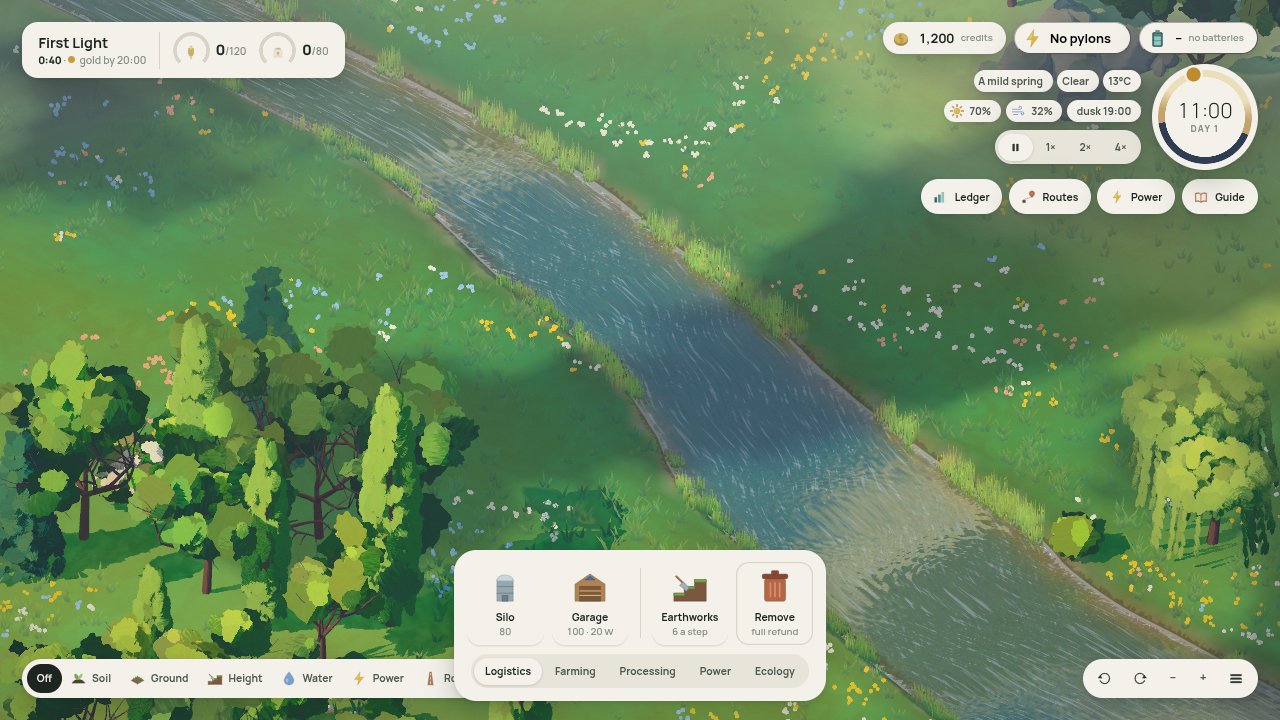 First Light
0:40 · gold by 20:00
0/120
0/80
1,200 credits
No pylons
– no batteries
A mild spring
Clear
13°C
70%
32%
dusk 19:00
11:00
DAY 1
1×
2×
4×
Ledger
Routes
Power
Guide
Silo
80
Garage
100 · 20 W
Earthworks
6 a step
Remove
full refund
Logistics
Farming
Processing
Power
Ecology
Off
Soil
Ground
Height
Water
Power
− +